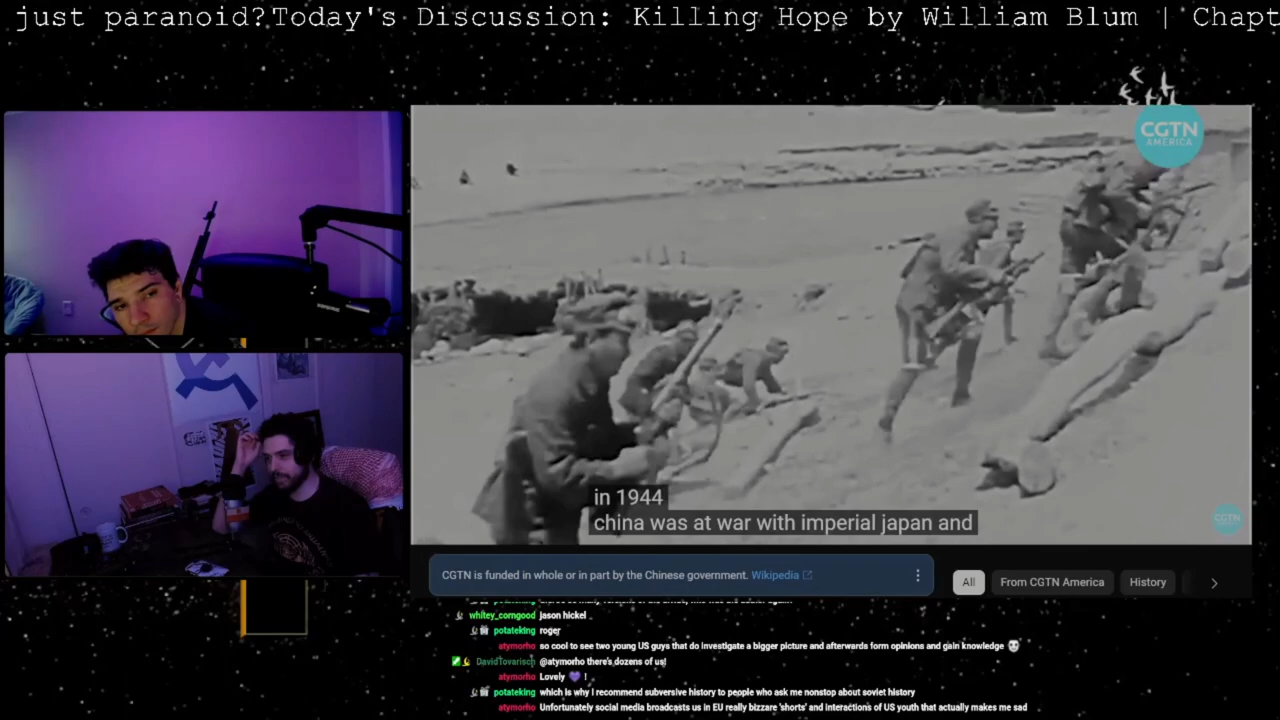 just paranoid?Today's Discussion: Killing Hope by William Blum | Chapt
CGTN
AMERICA
in 1944
china was at war with imperial japan and
CGTN
CGTN is funded in whole or in part by the Chinese government. Wikipedia
All
From CGTN America
History
whitey_corngood jason hickel
potateking roger
atymorho so cool to see two young US guys that do investigate a bigger picture and afterwards form opinions and gain knowledge
DavidTovarisch @atymorho there's dozens of us!
atymorho Lovely 💜 !
potateking which is why I recommend subversive history to people who ask me nonstop about soviet history
atymorho Unfortunately social media broadcasts us in EU really bizzare 'shorts' and interactions of US youth that actually makes me sad